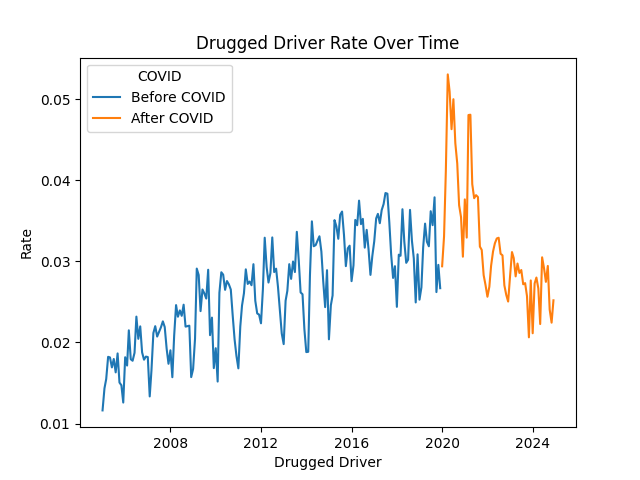 Drugged Driver Rate Over Time
COVID
Before COVID
After COVID
Rate
0.05
0.04
0.03
0.02
0.01
2008 2012 2016 2020 2024
Drugged Driver